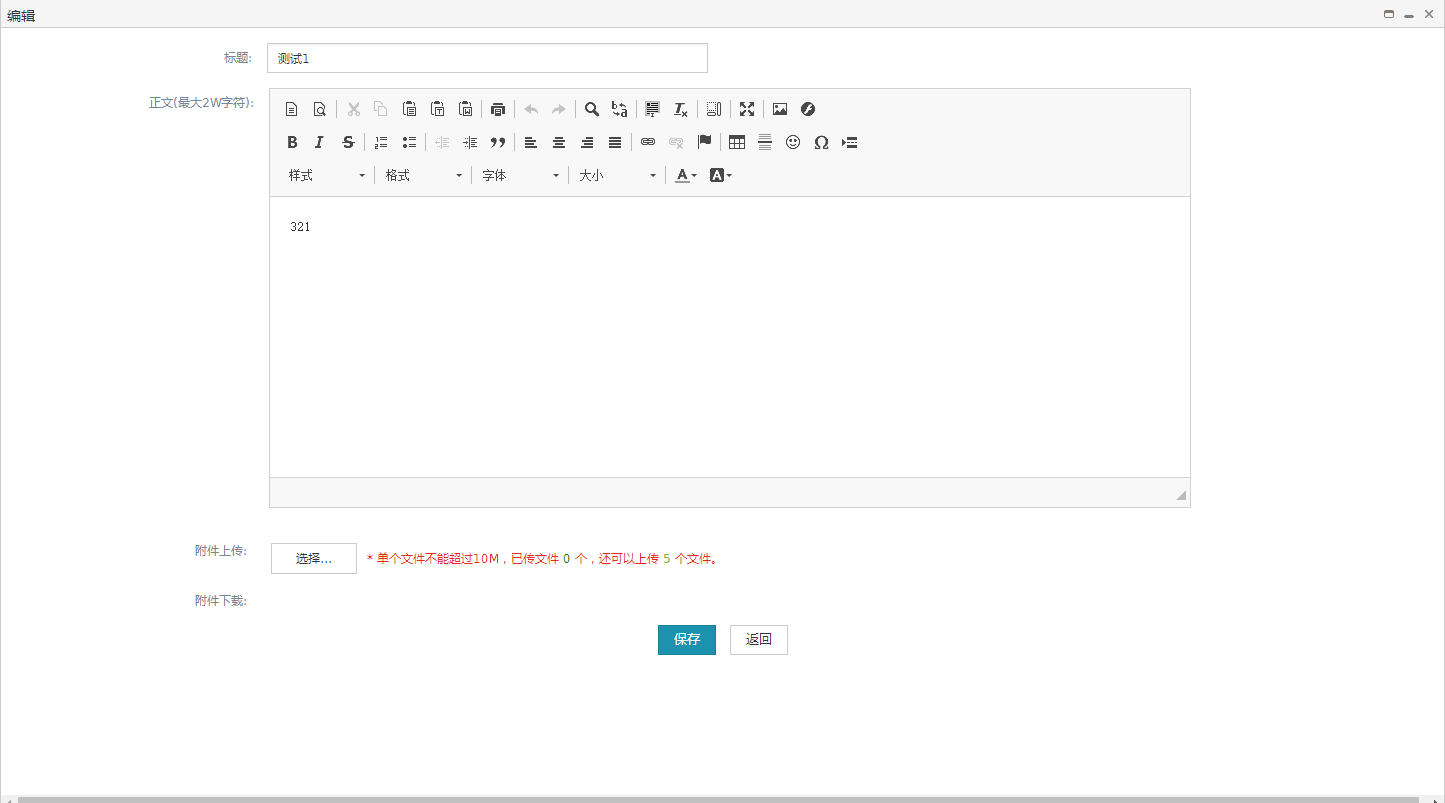 编辑
标题: 测试1
正文(最大2W字符):
样式 格式 字体 大小 A A
321
附件上传: 选择... * 单个文件不能超过10M，已传文件 0 个，还可以上传 5 个文件。
附件下载:
保存 返回